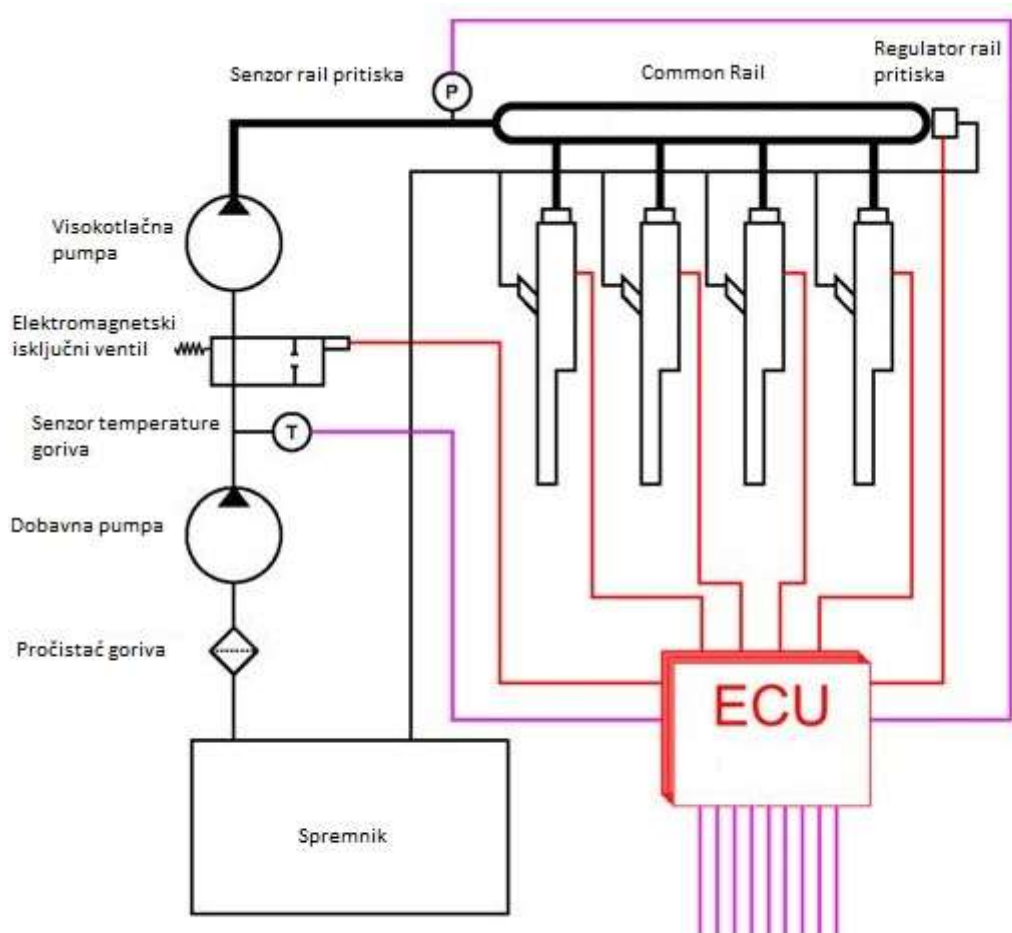 Senzor rail pritiska
Common Rail
Regulator rail
pritiska
P
Visokotlačna
pumpa
Elektromagnetski
isključni ventil
Senzor temperature
goriva
T
Dobavna pumpa
Pročistać goriva
ECU
Spremnik